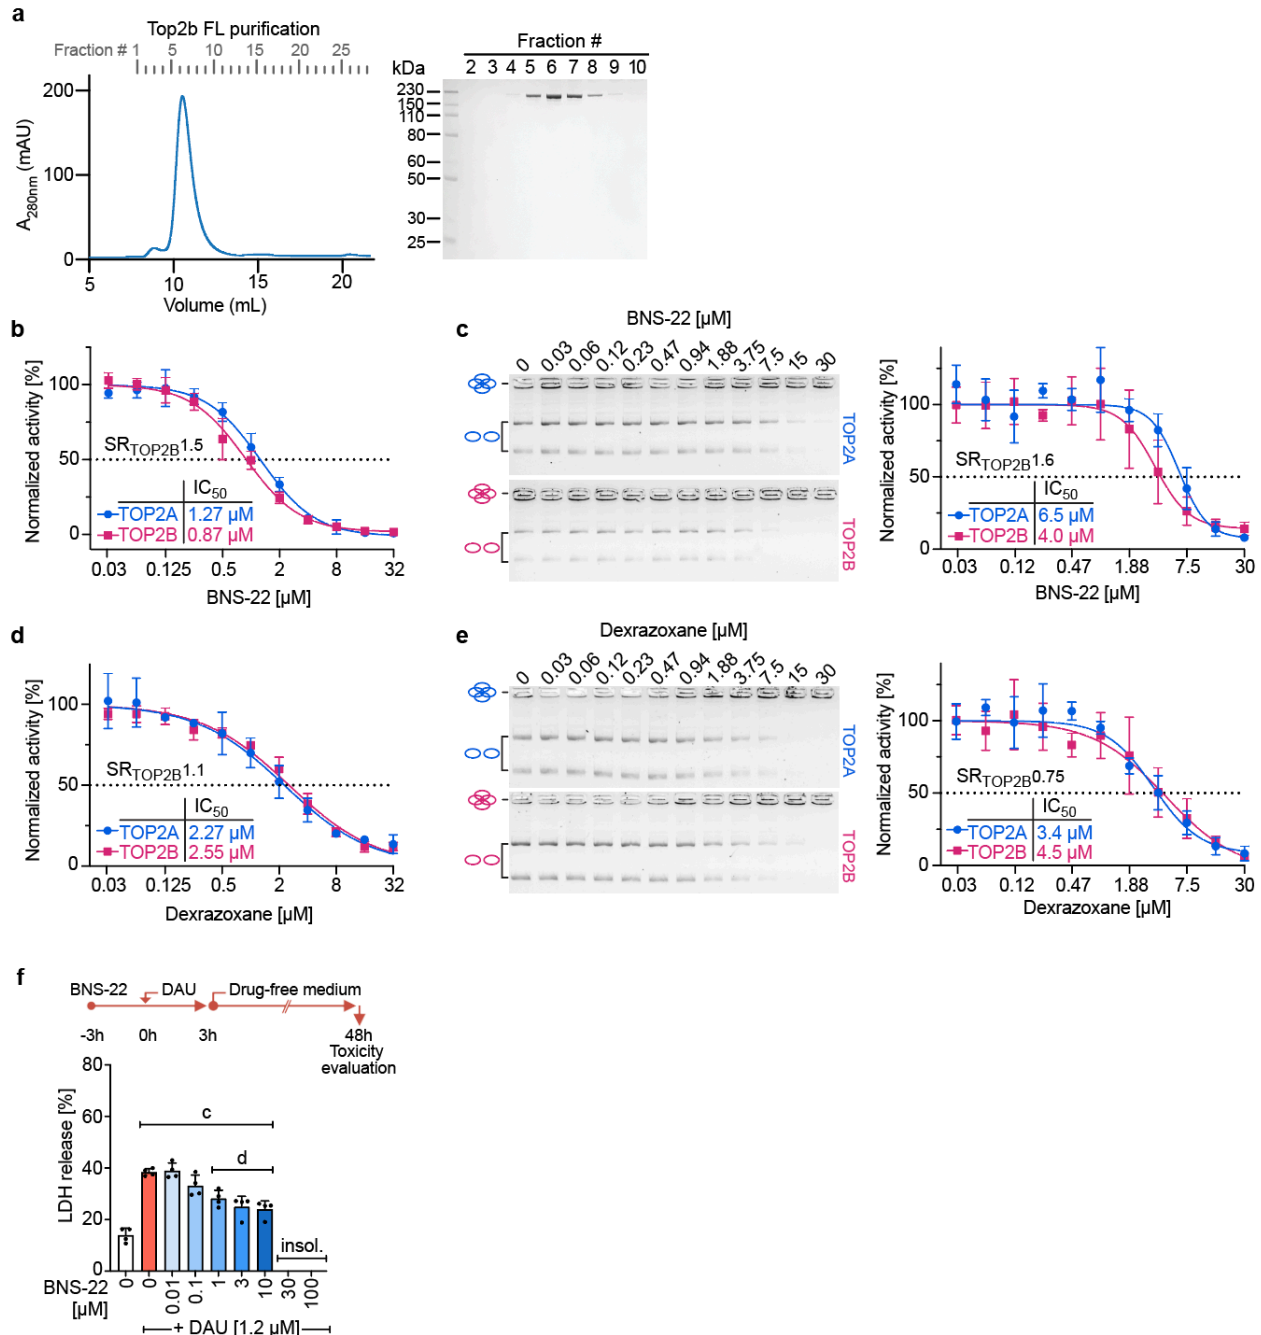 a
Top2b FL purification
Fraction # 1 5 10 15 20 25
200
100
0
A280nm (mAU)
5 10 15 20
Volume (mL)
Fraction #
kDa 2 3 4 5 6 7 8 9 10
230
150
110
80
60
50
30
25
b
Normalized activity [%]
100
50
0
SRTOP2B1.5
IC50
TOP2A 1.27 µM
TOP2B 0.87 µM
0.03 0.125 0.5 2 8 32
BNS-22 [µM]
c
BNS-22 [µM]
0 0.03 0.06 0.12 0.23 0.47 0.94 1.88 3.75 7.5 15 30
TOP2A
TOP2B
Normalized activity [%]
100
50
0
SRTOP2B1.6
IC50
TOP2A 6.5 µM
TOP2B 4.0 µM
0.03 0.12 0.47 1.88 7.5 30
BNS-22 [µM]
d
Normalized activity [%]
100
50
0
SRTOP2B1.1
IC50
TOP2A 2.27 µM
TOP2B 2.55 µM
0.03 0.125 0.5 2 8 32
Dexrazoxane [µM]
e
Dexrazoxane [µM]
0 0.03 0.06 0.12 0.23 0.47 0.94 1.88 3.75 7.5 15 30
TOP2A
TOP2B
Normalized activity [%]
100
50
0
SRTOP2B0.75
IC50
TOP2A 3.4 µM
TOP2B 4.5 µM
0.03 0.12 0.47 1.88 7.5 30
Dexrazoxane [µM]
f
BNS-22 DAU Drug-free medium
-3h 0h 3h 48h
Toxicity
evaluation
LDH release [%]
80
60
40
20
0
c
d
insol.
BNS-22
[µM]
0 0 0.01 0.1 1 3 10 30 100
+ DAU [1.2 µM]